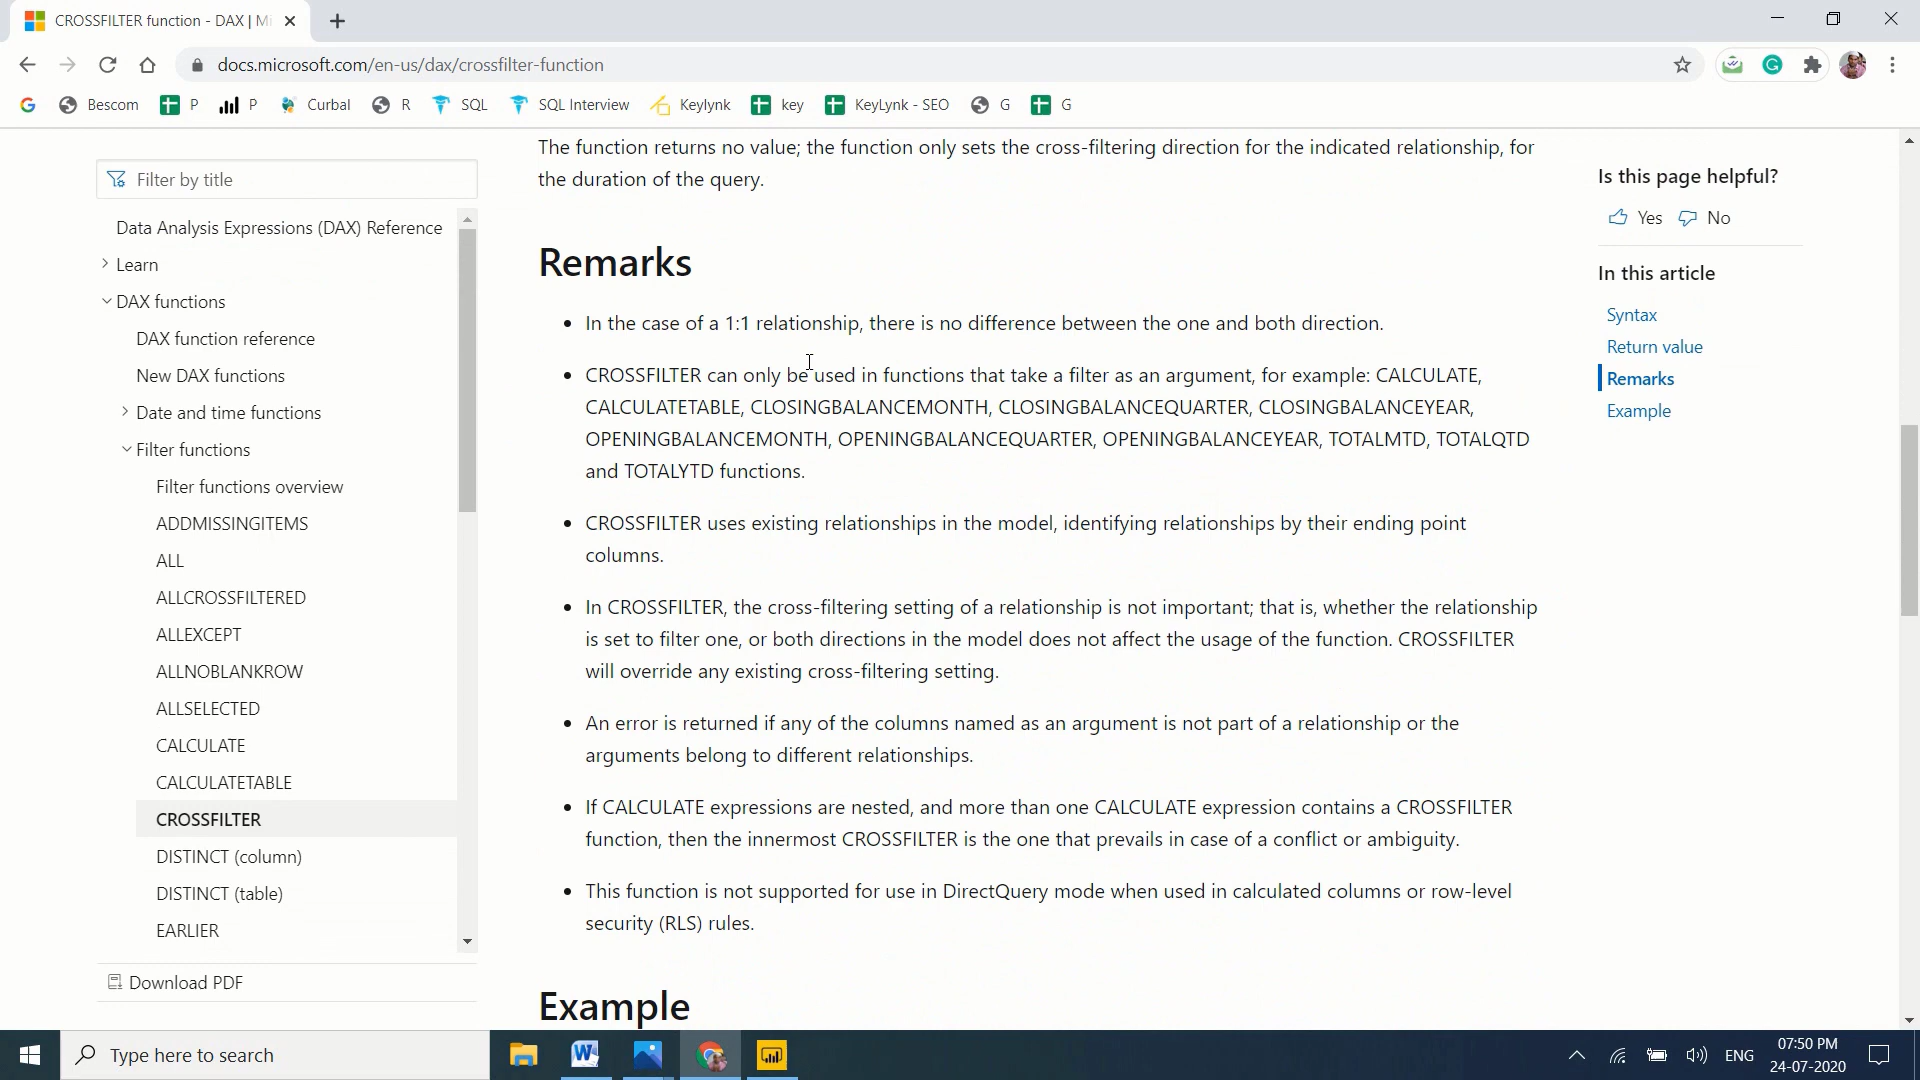 CROSSFILTER function - DAX | Mi
docs.microsoft.com/en-us/dax/crossfilter-function
Bescom P P Curbal R SQL SQL Interview Keylynk key KeyLynk - SEO G G
Filter by title
Data Analysis Expressions (DAX) Reference
Learn
DAX functions
DAX function reference
New DAX functions
Date and time functions
Filter functions
Filter functions overview
ADDMISSINGITEMS
ALL
ALLCROSSFILTERED
ALLEXCEPT
ALLNOBLANKROW
ALLSELECTED
CALCULATE
CALCULATETABLE
CROSSFILTER
DISTINCT (column)
DISTINCT (table)
EARLIER
Download PDF
The function returns no value; the function only sets the cross-filtering direction for the indicated relationship, for
the duration of the query.
Remarks
• In the case of a 1:1 relationship, there is no difference between the one and both direction.
• CROSSFILTER can only be used in functions that take a filter as an argument, for example: CALCULATE,
CALCULATETABLE, CLOSINGBALANCEMONTH, CLOSINGBALANCEQUARTER, CLOSINGBALANCEYEAR,
OPENINGBALANCEMONTH, OPENINGBALANCEQUARTER, OPENINGBALANCEYEAR, TOTALMTD, TOTALQTD
and TOTALYTD functions.
• CROSSFILTER uses existing relationships in the model, identifying relationships by their ending point
columns.
• In CROSSFILTER, the cross-filtering setting of a relationship is not important; that is, whether the relationship
is set to filter one, or both directions in the model does not affect the usage of the function. CROSSFILTER
will override any existing cross-filtering setting.
• An error is returned if any of the columns named as an argument is not part of a relationship or the
arguments belong to different relationships.
• If CALCULATE expressions are nested, and more than one CALCULATE expression contains a CROSSFILTER
function, then the innermost CROSSFILTER is the one that prevails in case of a conflict or ambiguity.
• This function is not supported for use in DirectQuery mode when used in calculated columns or row-level
security (RLS) rules.
Example
Is this page helpful?
Yes No
In this article
Syntax
Return value
Remarks
Example
Type here to search
ENG
07:50 PM
24-07-2020